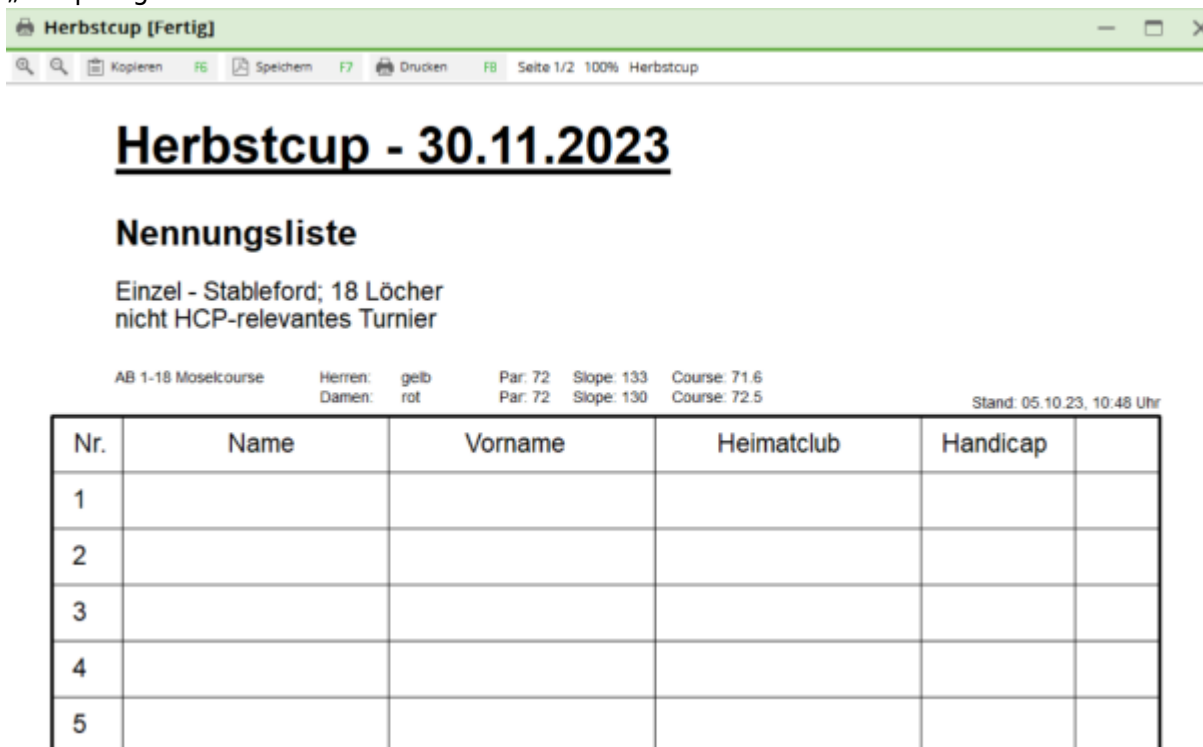 Herbstcup [Fertig]
Kopieren F6 Speichern F7 Drucken F8 Seite 1/2 100% Herbstcup
Herbstcup - 30.11.2023
Nennungsliste
Einzel - Stableford; 18 Löcher
nicht HCP-relevantes Turnier
AB 1-18 Moselcourse Herren: gelb Par: 72 Slope: 133 Course: 71.6
Damen: rot Par: 72 Slope: 130 Course: 72.5
Stand: 05.10.23, 10:48 Uhr
Nr. Name Vorname Heimatclub Handicap
1
2
3
4
5